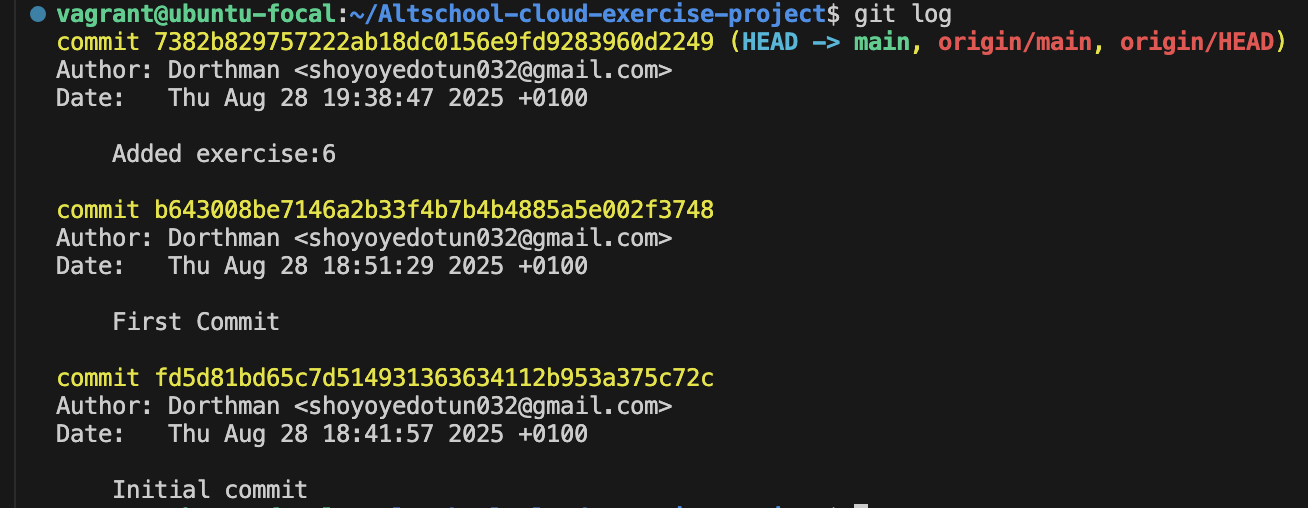 vagrant@ubuntu-focal:~/Altschool-cloud-exercise-project$ git log
commit 7382b829757222ab18dc0156e9fd9283960d2249 (HEAD -> main, origin/main, origin/HEAD)
Author: Dorthman <shoyoyedotun032@gmail.com>
Date:   Thu Aug 28 19:38:47 2025 +0100
Added exercise:6
commit b643008be7146a2b33f4b7b4b4885a5e002f3748
Author: Dorthman <shoyoyedotun032@gmail.com>
Date:   Thu Aug 28 18:51:29 2025 +0100
First Commit
commit fd5d81bd65c7d514931363634112b953a375c72c
Author: Dorthman <shoyoyedotun032@gmail.com>
Date:   Thu Aug 28 18:41:57 2025 +0100
Initial commit